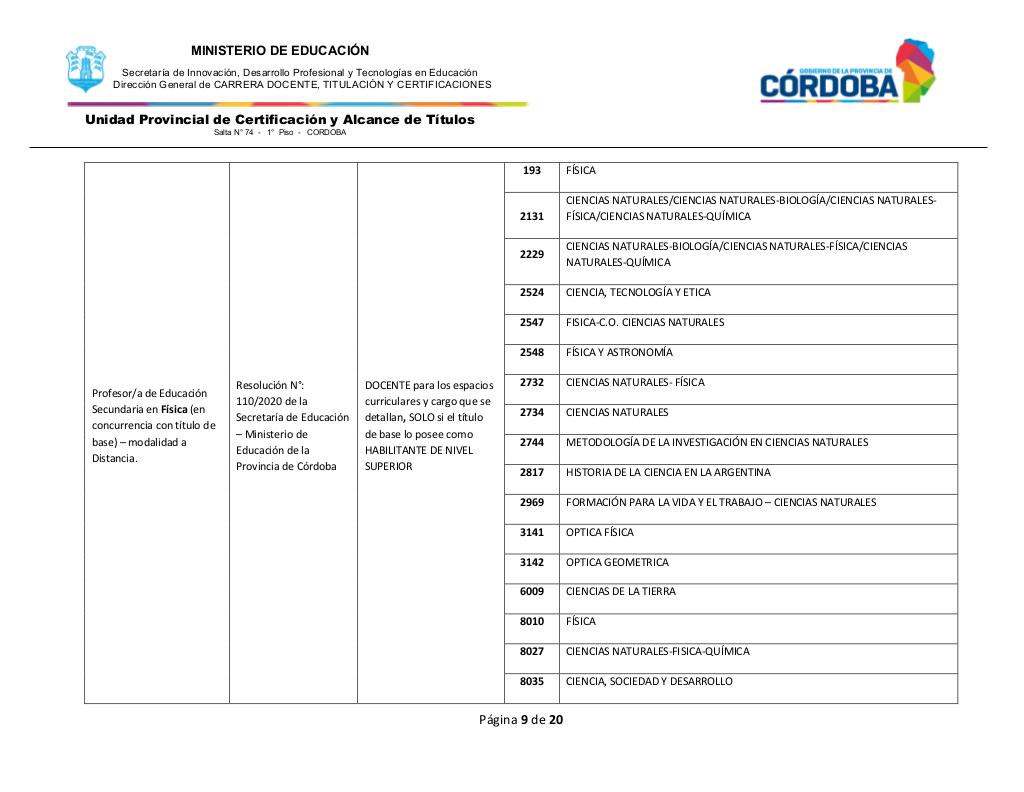 MINISTERIO DE EDUCACIÓN
Secretaría de Innovación, Desarrollo Profesional y Tecnologías en Educación
Dirección General de CARRERA DOCENTE, TITULACIÓN Y CERTIFICACIONES
GOBIERNO DE LA PROVINCIA DE
CÓRDOBA
Unidad Provincial de Certificación y Alcance de Títulos
Salta N° 74 - 1° Piso - CORDOBA
Profesor/a de Educación
Secundaria en Física (en
concurrencia con título de
base) – modalidad a
Distancia.
Resolución N°:
110/2020 de la
Secretaría de Educación
– Ministerio de
Educación de la
Provincia de Córdoba
DOCENTE para los espacios
curriculares y cargo que se
detallan, SOLO si el título
de base lo posee como
HABILITANTE DE NIVEL
SUPERIOR
193 FÍSICA
2131 CIENCIAS NATURALES/CIENCIAS NATURALES-BIOLOGÍA/CIENCIAS NATURALES-
FÍSICA/CIENCIAS NATURALES-QUÍMICA
2229 CIENCIAS NATURALES-BIOLOGÍA/CIENCIAS NATURALES-FÍSICA/CIENCIAS
NATURALES-QUÍMICA
2524 CIENCIA, TECNOLOGÍA Y ETICA
2547 FISICA-C.O. CIENCIAS NATURALES
2548 FÍSICA Y ASTRONOMÍA
2732 CIENCIAS NATURALES- FÍSICA
2734 CIENCIAS NATURALES
2744 METODOLOGÍA DE LA INVESTIGACIÓN EN CIENCIAS NATURALES
2817 HISTORIA DE LA CIENCIA EN LA ARGENTINA
2969 FORMACIÓN PARA LA VIDA Y EL TRABAJO – CIENCIAS NATURALES
3141 OPTICA FÍSICA
3142 OPTICA GEOMETRICA
6009 CIENCIAS DE LA TIERRA
8010 FÍSICA
8027 CIENCIAS NATURALES-FISICA-QUÍMICA
8035 CIENCIA, SOCIEDAD Y DESARROLLO
Página 9 de 20